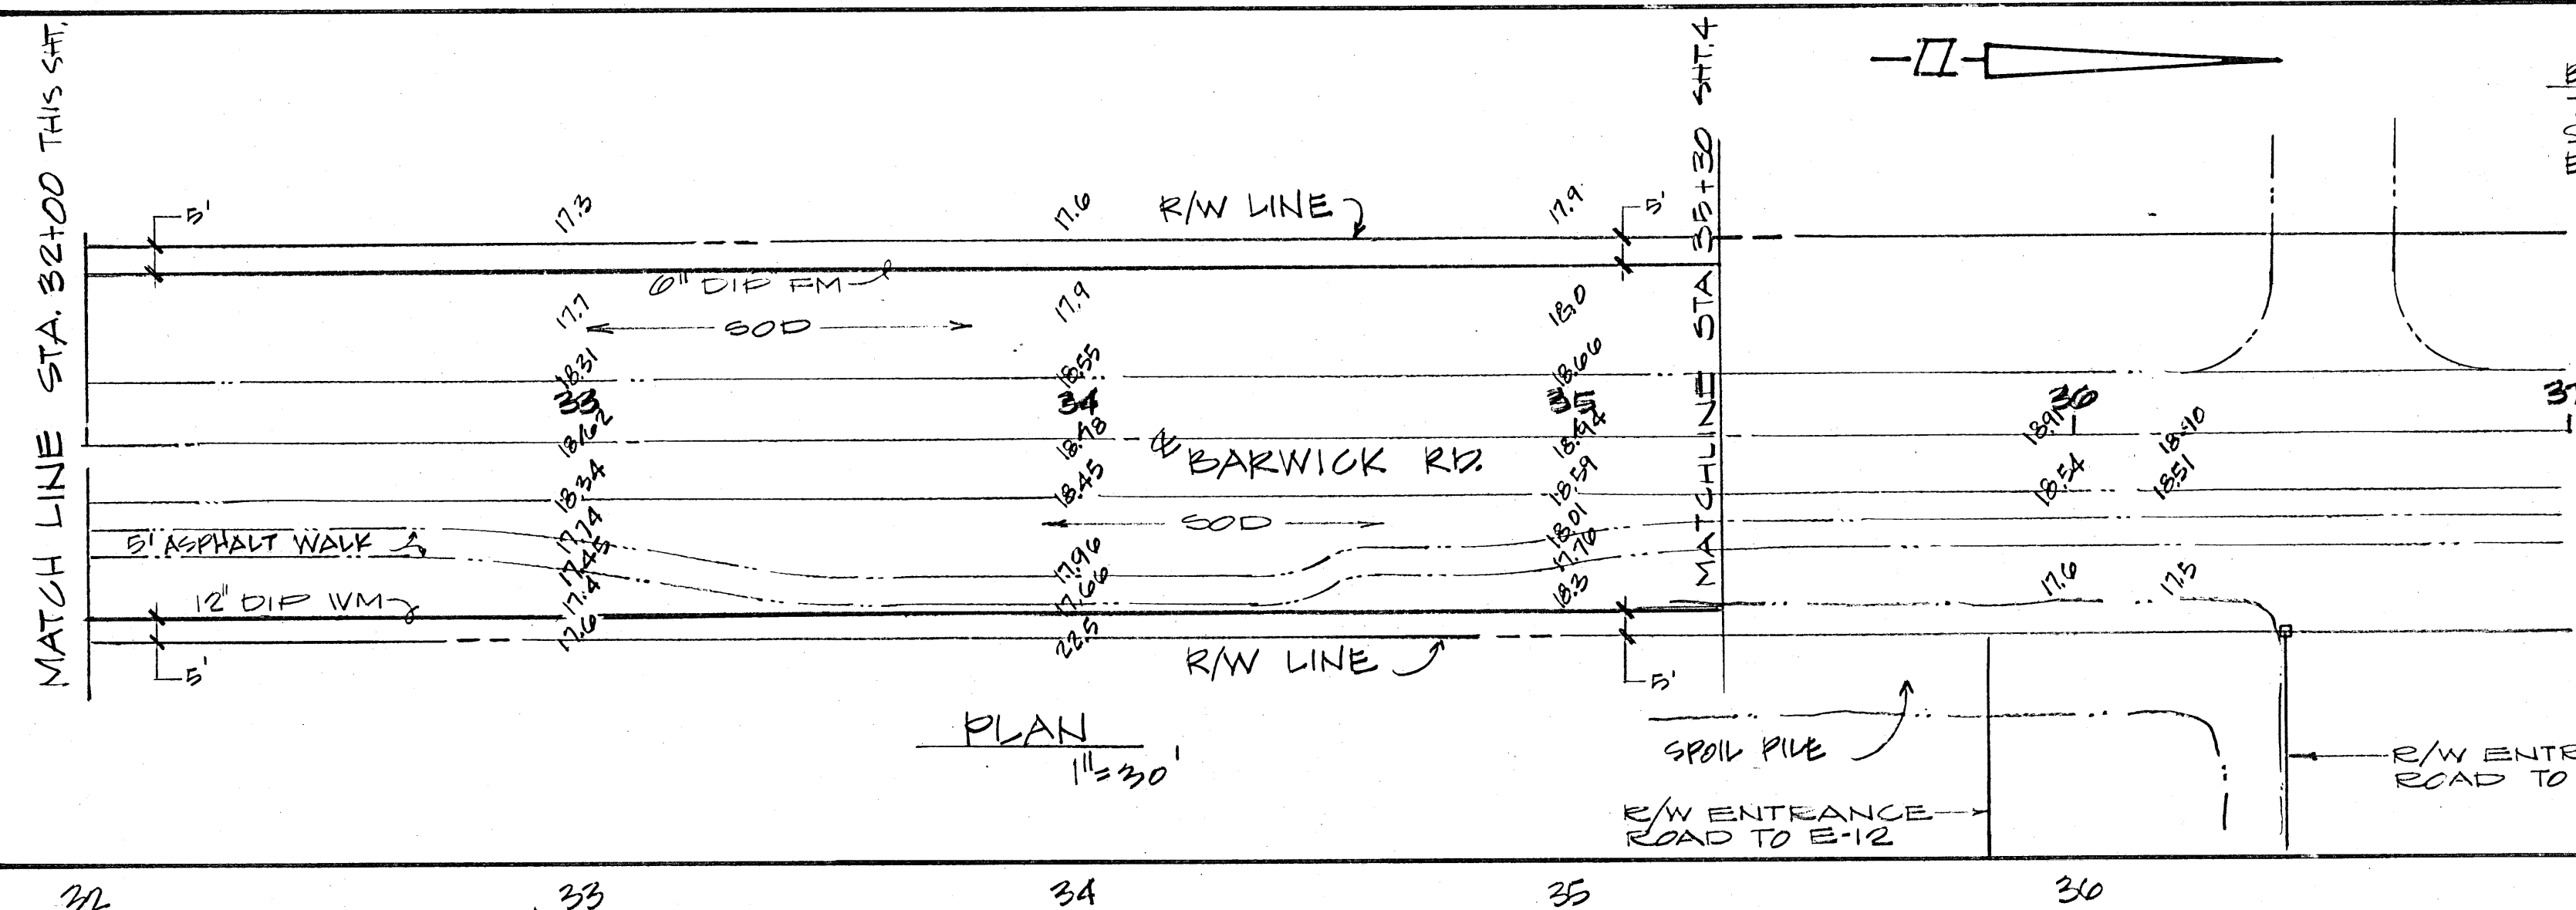 MATCH LINE STA. 32+00 THIS SHT.
5'
17.3
17.6
R/W LINE
17.9
5'
MATCHLINE STA 35+30 SHT. 4
6" DIP FM
17.7
SOD
17.9
18.0
18.31
18.55
18.66
33
34
35
36
37
18.62
18.78
18.94
18.91
18.90
℄ BARWICK RD.
18.34
18.45
18.59
18.54
18.51
SOD
5' ASPHALT WALK
17.74
17.45
17.96
17.66
18.01
17.76
12" DIP WM
17.4
18.3
17.6
17.5
17.6
22.5
5'
R/W LINE
5'
PLAN
1"=30'
SPOIL PILE
R/W ENTRANCE
ROAD TO E-12
R/W ENTR
ROAD TO
32
33
34
35
36